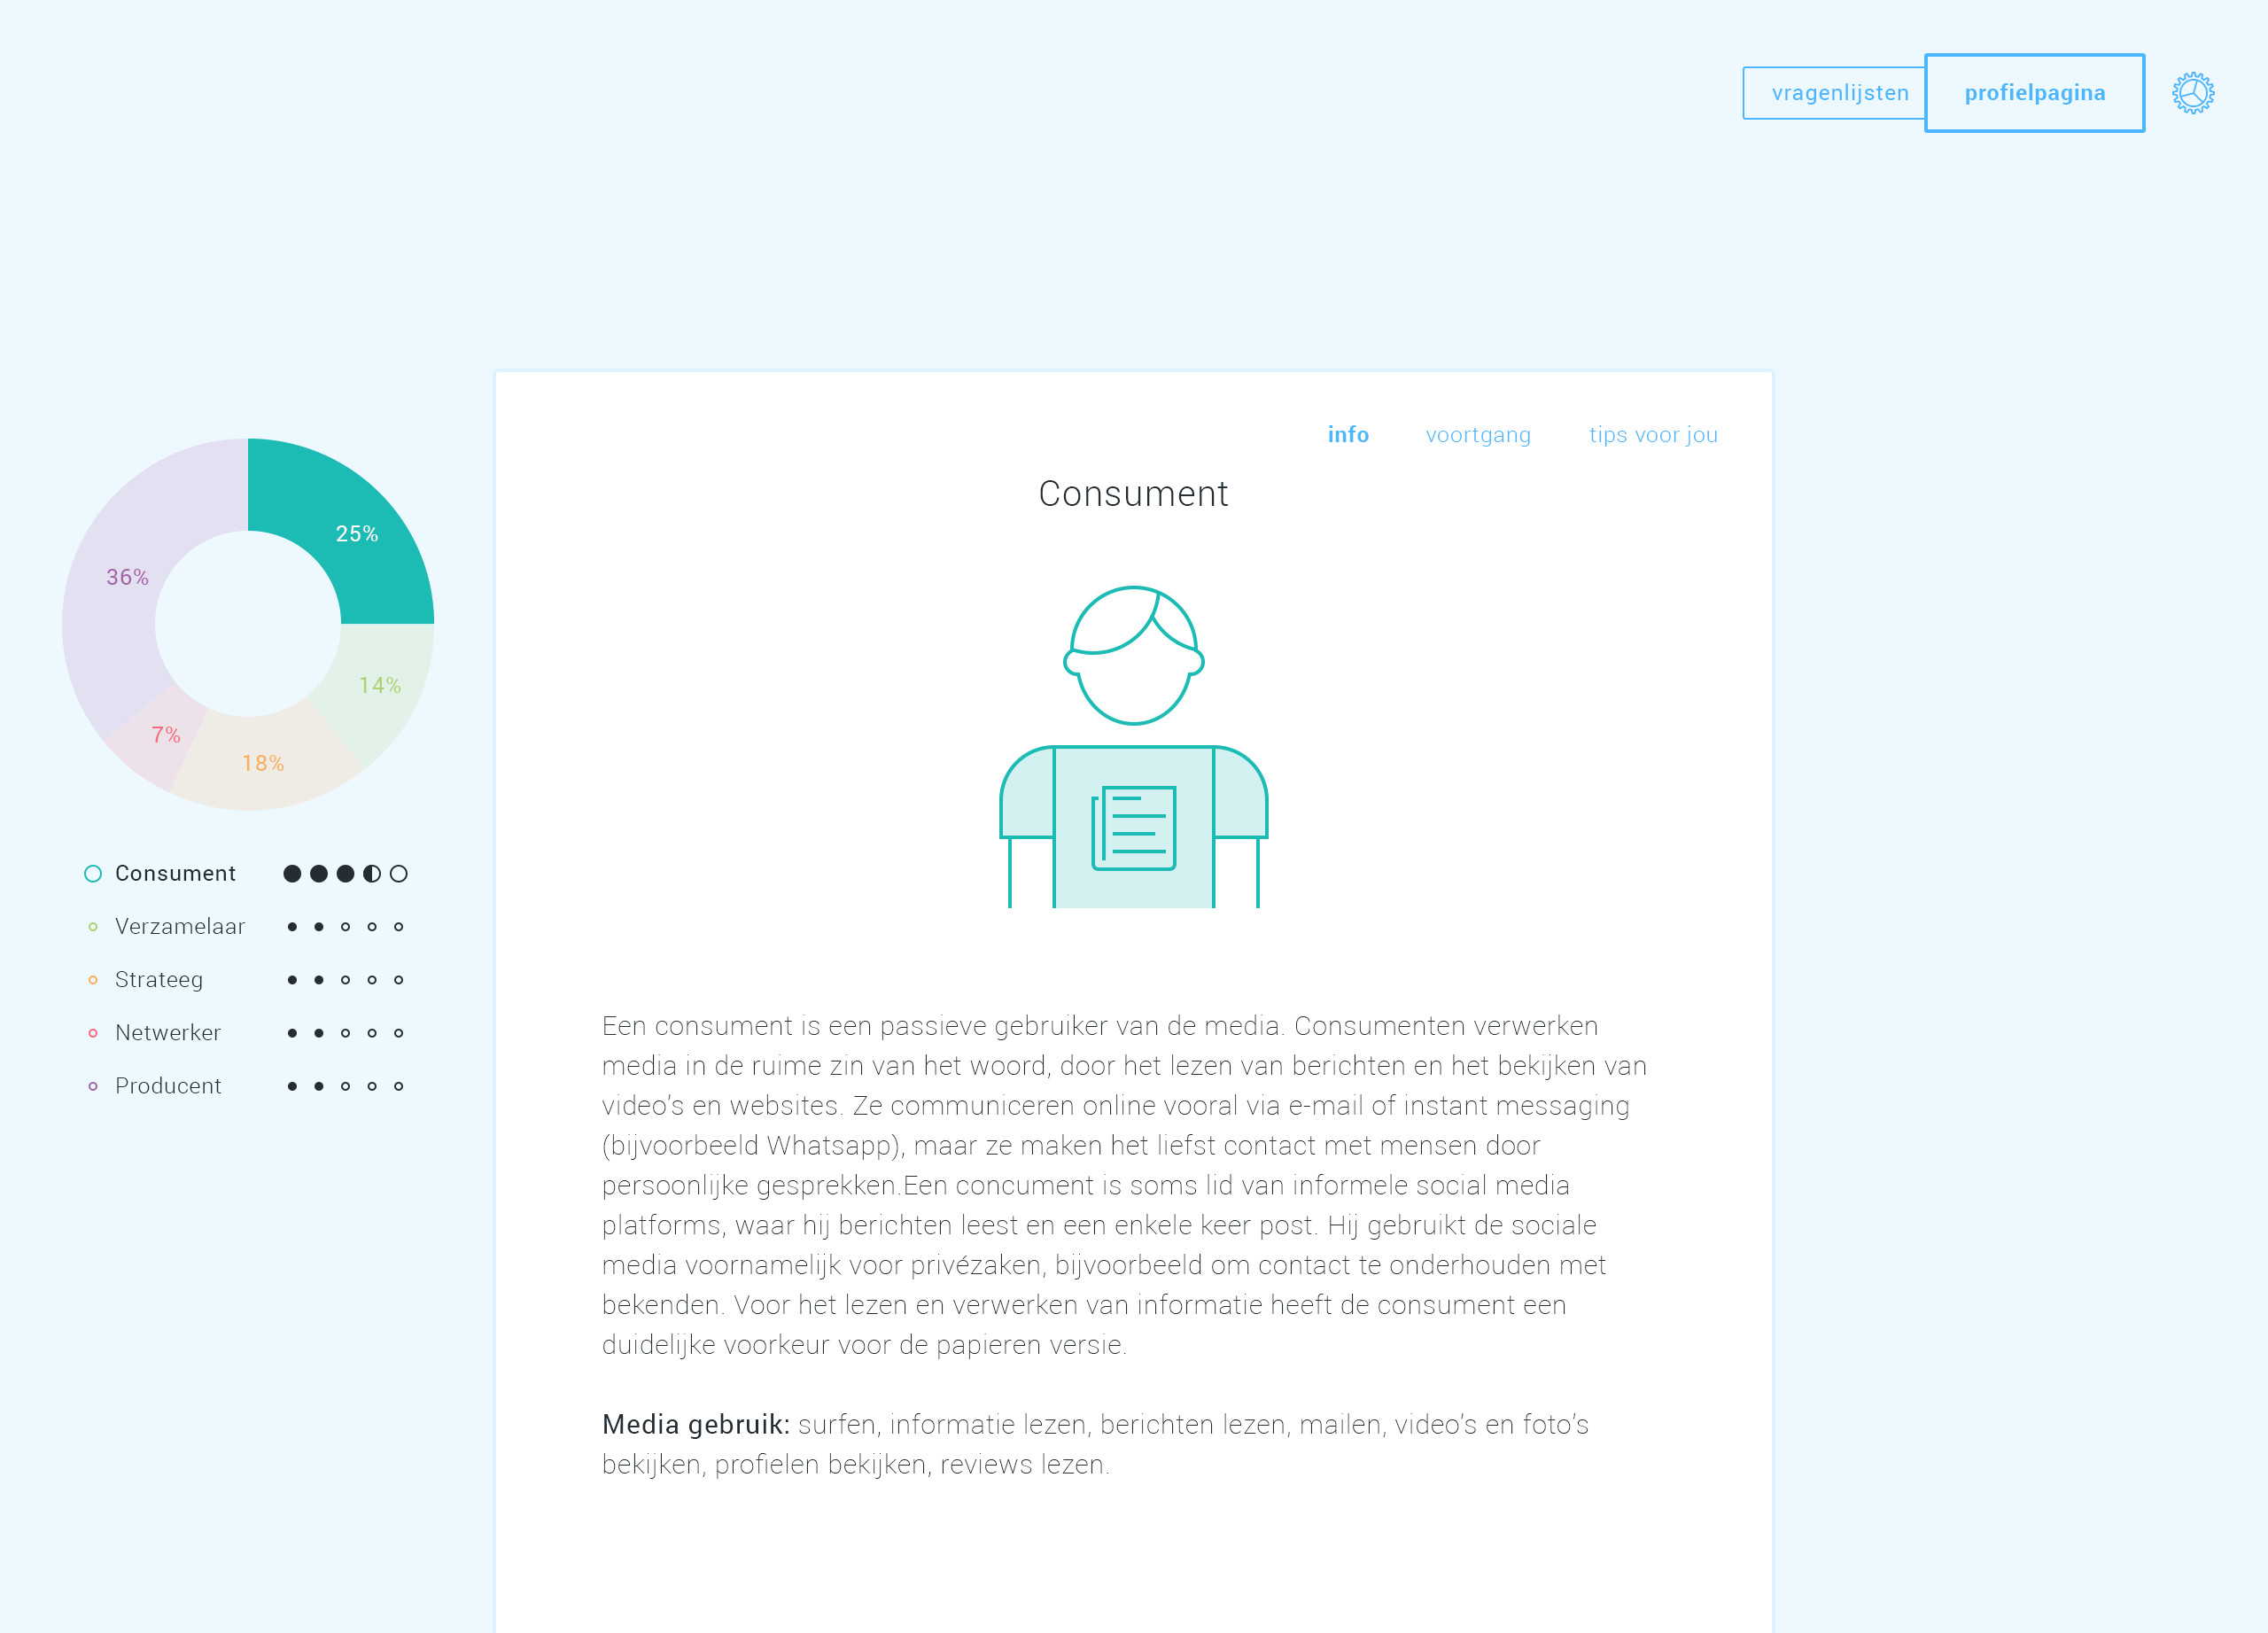 vragenlijsten
profielpagina
info
voortgang
tips voor jou
Consument
25%
36%
14%
7%
18%
Consument
Verzamelaar
Strateeg
Netwerker
Producent
Een consument is een passieve gebruiker van de media. Consumenten verwerken
media in de ruime zin van het woord, door het lezen van berichten en het bekijken van
video’s en websites. Ze communiceren online vooral via e-mail of instant messaging
(bijvoorbeeld Whatsapp), maar ze maken het liefst contact met mensen door
persoonlijke gesprekken.Een concument is soms lid van informele social media
platforms, waar hij berichten leest en een enkele keer post. Hij gebruikt de sociale
media voornamelijk voor privézaken, bijvoorbeeld om contact te onderhouden met
bekenden. Voor het lezen en verwerken van informatie heeft de consument een
duidelijke voorkeur voor de papieren versie.
Media gebruik: surfen, informatie lezen, berichten lezen, mailen, video’s en foto’s
bekijken, profielen bekijken, reviews lezen.